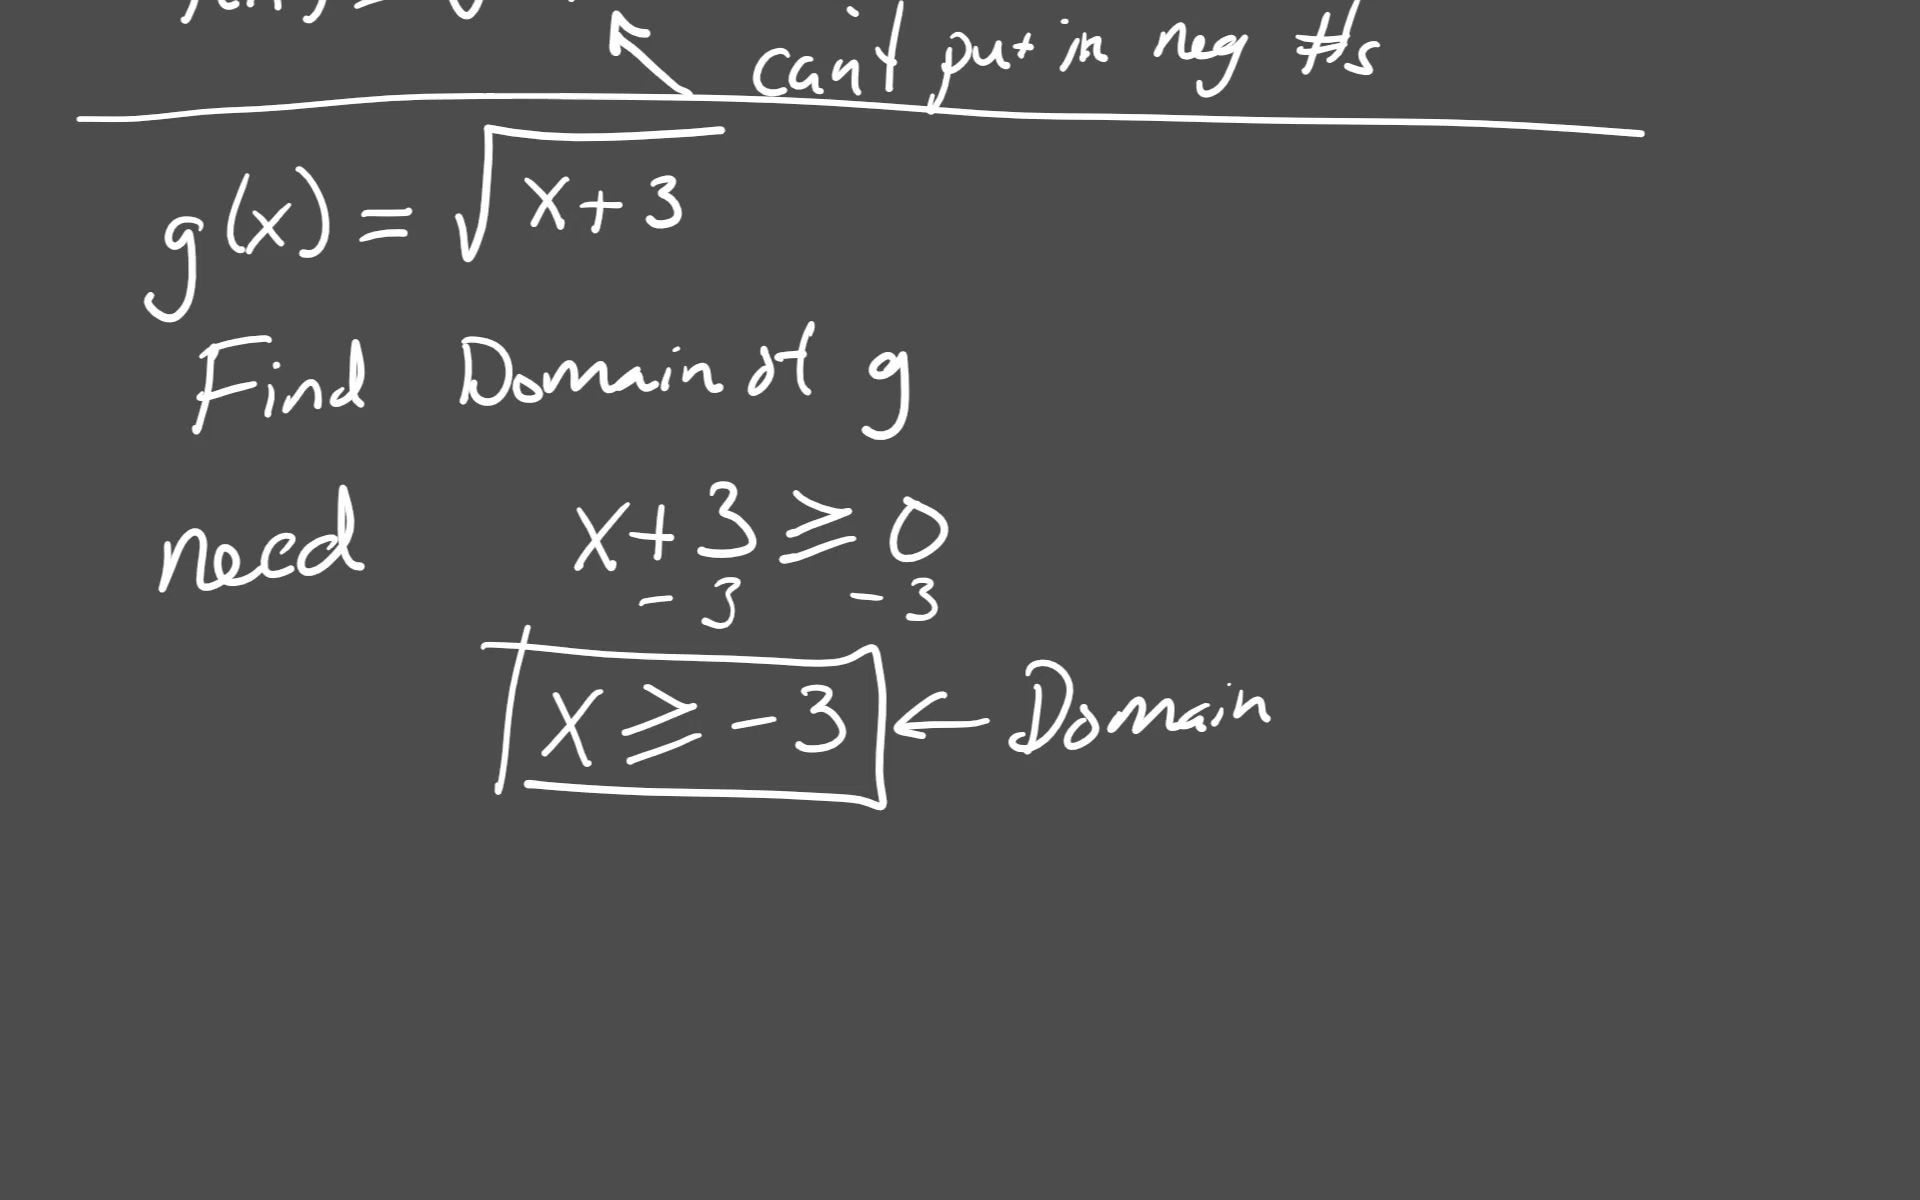 can't put in neg #s
g(x) = √x+3
Find Domain of g
need x+3 ≥ 0
-3 -3
x ≥ -3 ← Domain